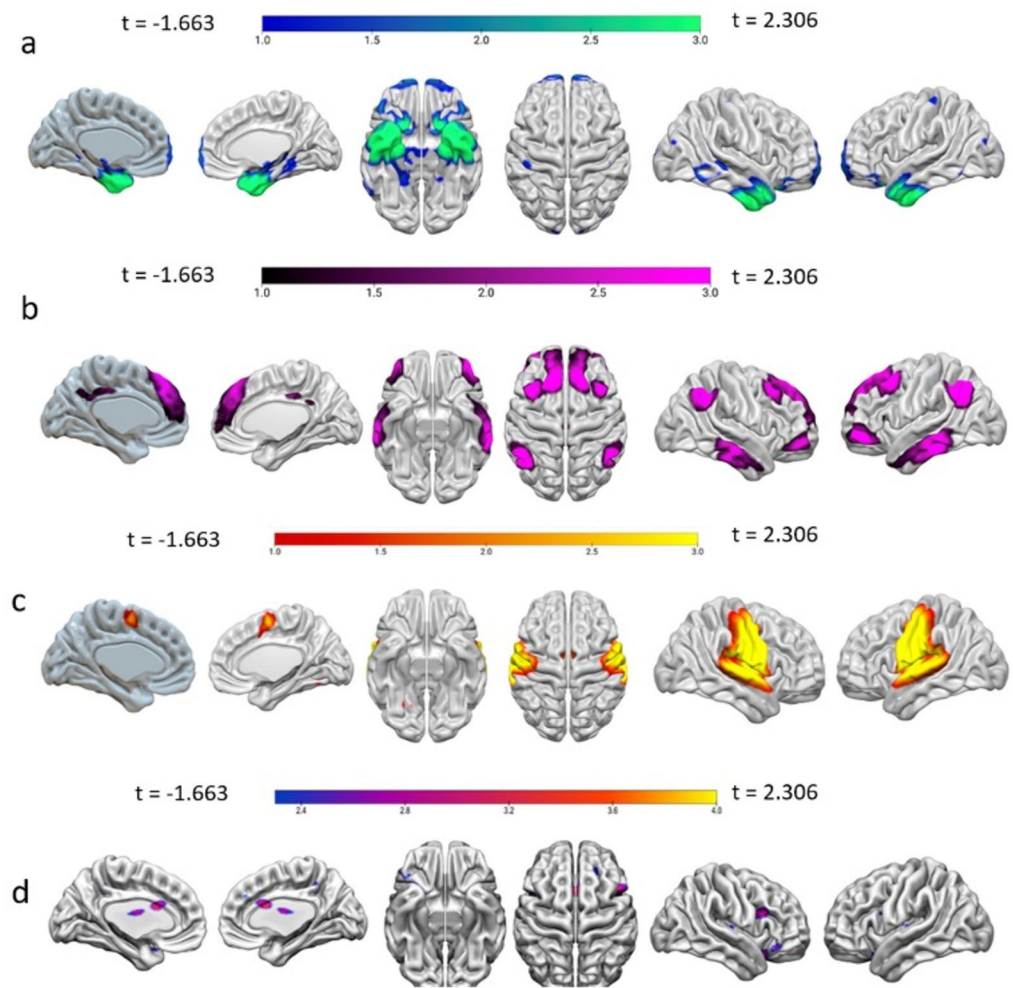 t = -1.663 t = 2.306
a
1.0 1.5 2.0 2.5 3.0
t = -1.663 t = 2.306
1.0 1.5 2.0 2.5 3.0
b
t = -1.663 t = 2.306
1.0 1.5 2.0 2.5 3.0
c
t = -1.663 t = 2.306
2.4 2.8 3.2 3.6 4.0
d